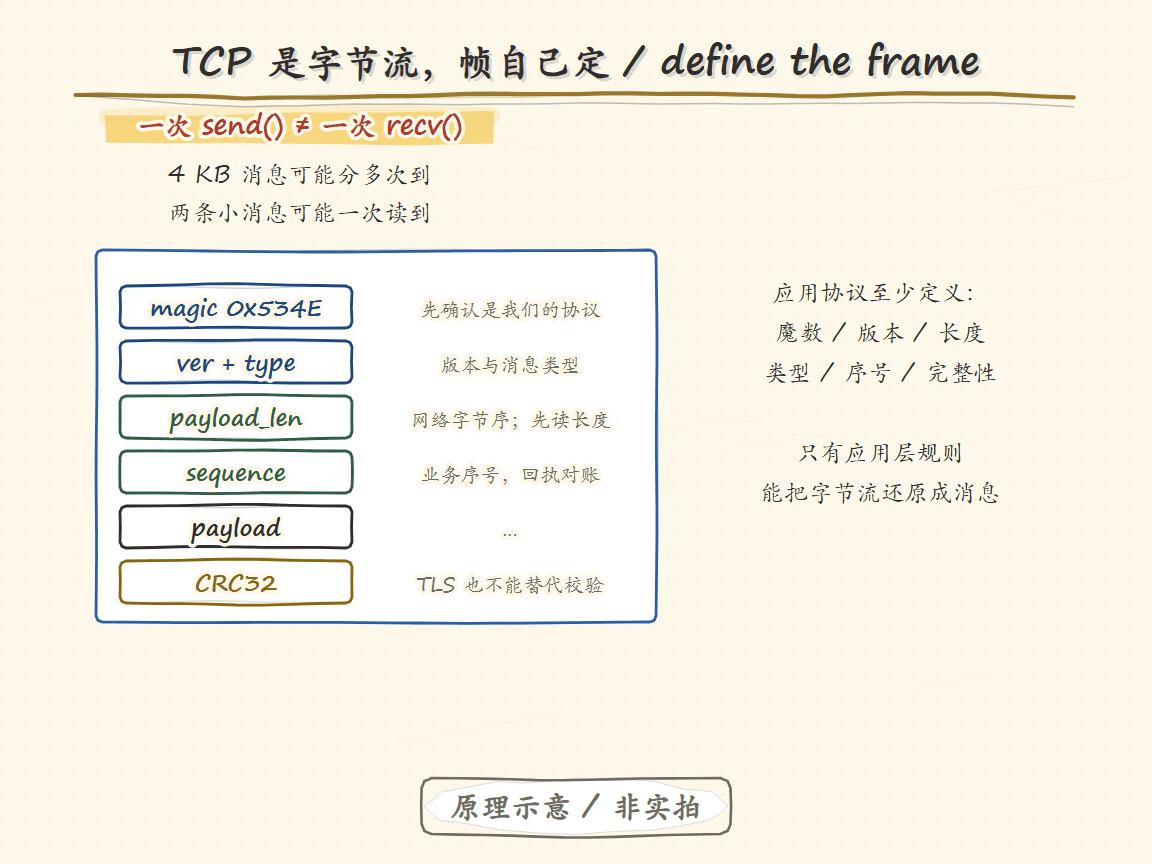 TCP 是字节流，帧自己定 / define the frame
一次 send() ≠ 一次 recv()
4 KB 消息可能分多次到
两条小消息可能一次读到
magic 0x534E 先确认是我们的协议
ver + type 版本与消息类型
payload_len 网络字节序；先读长度
sequence 业务序号，回执对账
payload ...
CRC32 TLS 也不能替代校验
应用协议至少定义：
魔数 / 版本 / 长度
类型 / 序号 / 完整性
只有应用层规则
能把字节流还原成消息
原理示意 / 非实拍